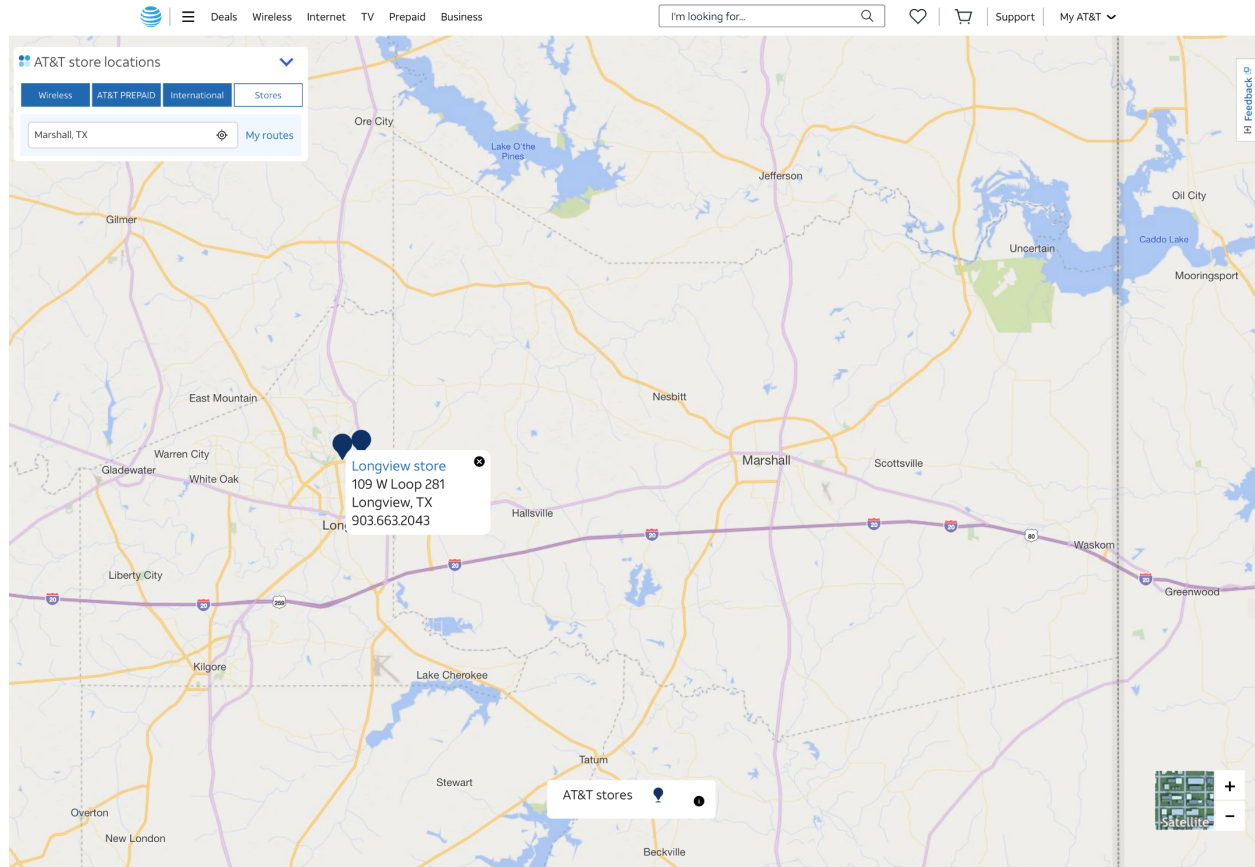 Deals Wireless Internet TV Prepaid Business
I'm looking for...
Support
My AT&T
AT&T store locations
Wireless
AT&T PREPAID
International
Stores
Marshall, TX
My routes
Feedback
Ore City
Lake O'the
Pines
Jefferson
Oil City
Gilmer
Caddo Lake
Uncertain
Mooringsport
East Mountain
Nesbitt
Warren City
Gladewater
White Oak
Marshall
Scottsville
Longview store
109 W Loop 281
Longview, TX
903.663.2043
Hallsville
20
20
20
80
20
Waskom
20
Liberty City
20
20
259
Greenwood
Kilgore
Lake Cherokee
Tatum
Stewart
AT&T stores
Satellite
+
−
Overton
New London
Beckville